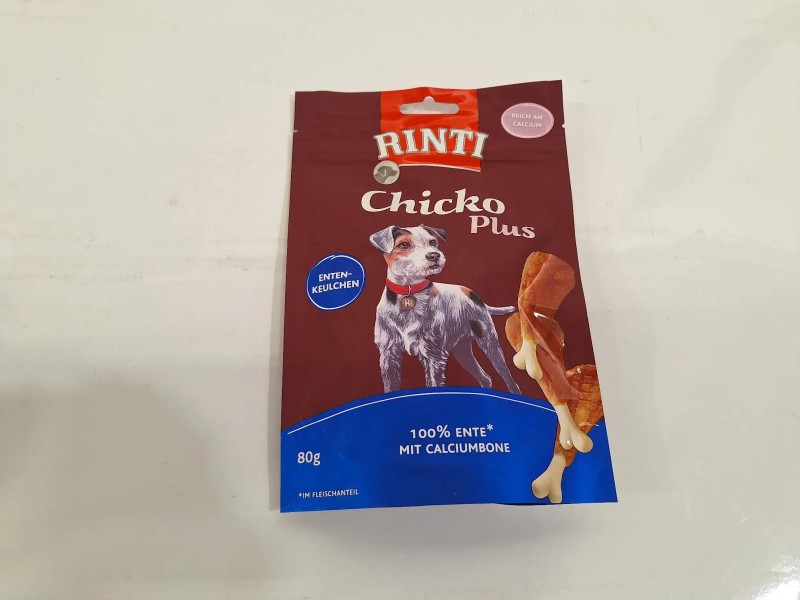 REICH AN
CALCIUM
RINTI
Chicko
Plus
ENTEN-
KEULCHEN
100% ENTE*
MIT CALCIUMBONE
80g
*IM FLEISCHANTEIL